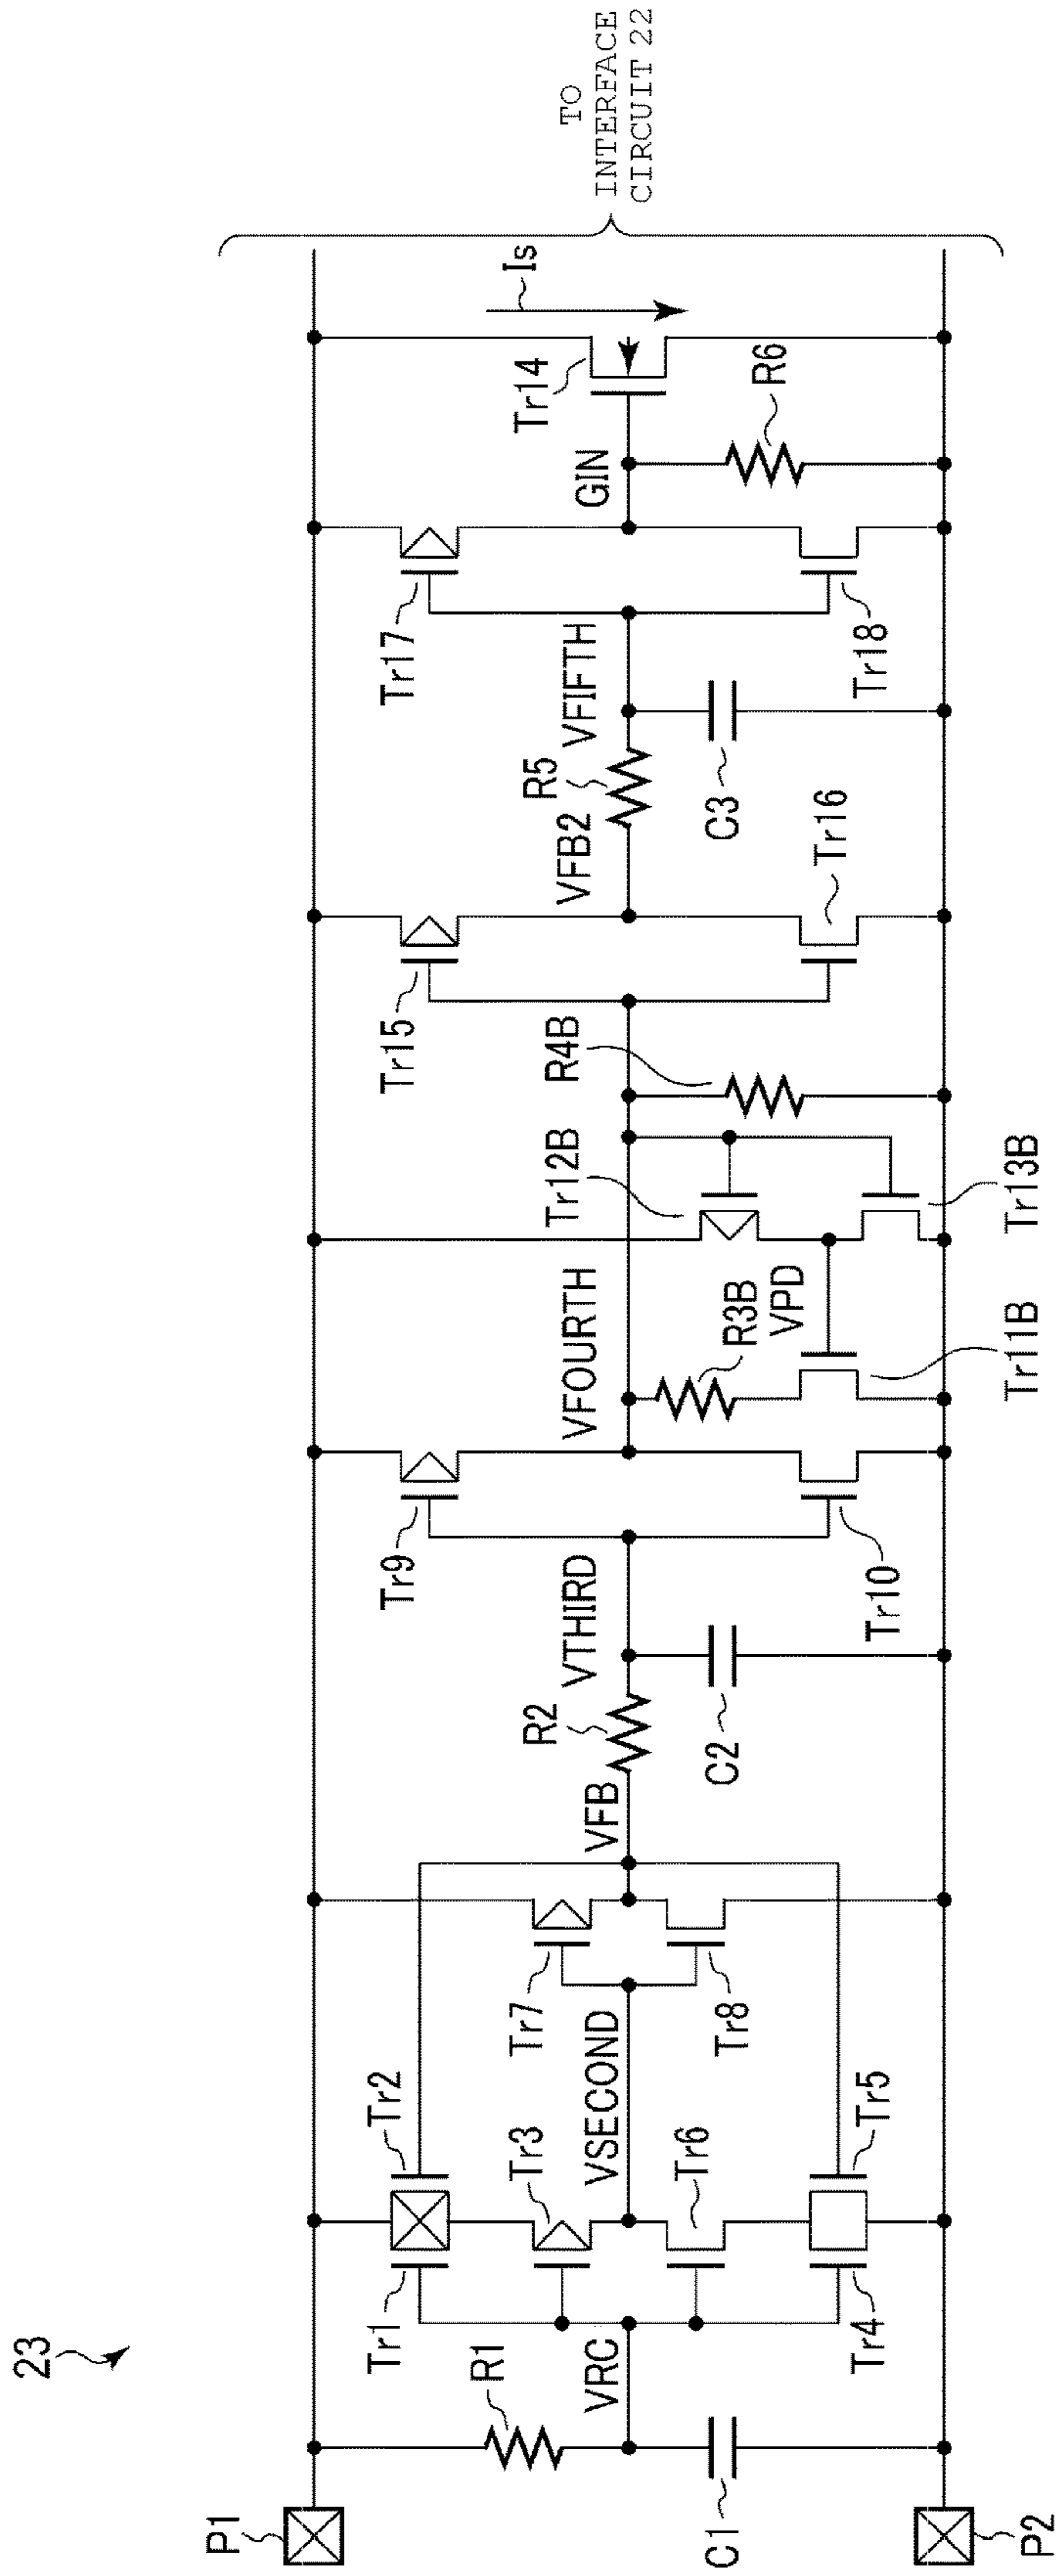 23
P1
R1
VRC
C1
P2
Tr1
Tr2
Tr3
VSECOND
Tr6
Tr4
Tr5
Tr7
Tr8
VFB
R2
VTHIRD
C2
Tr9
Tr10
VFOURTH
R3B
VPD
Tr11B
Tr12B
Tr13B
R4B
Tr15
Tr16
VFB2
R5
VFIFTH
C3
Tr17
Tr18
GIN
R6
Tr14
Is
TO
INTERFACE
CIRCUIT 22